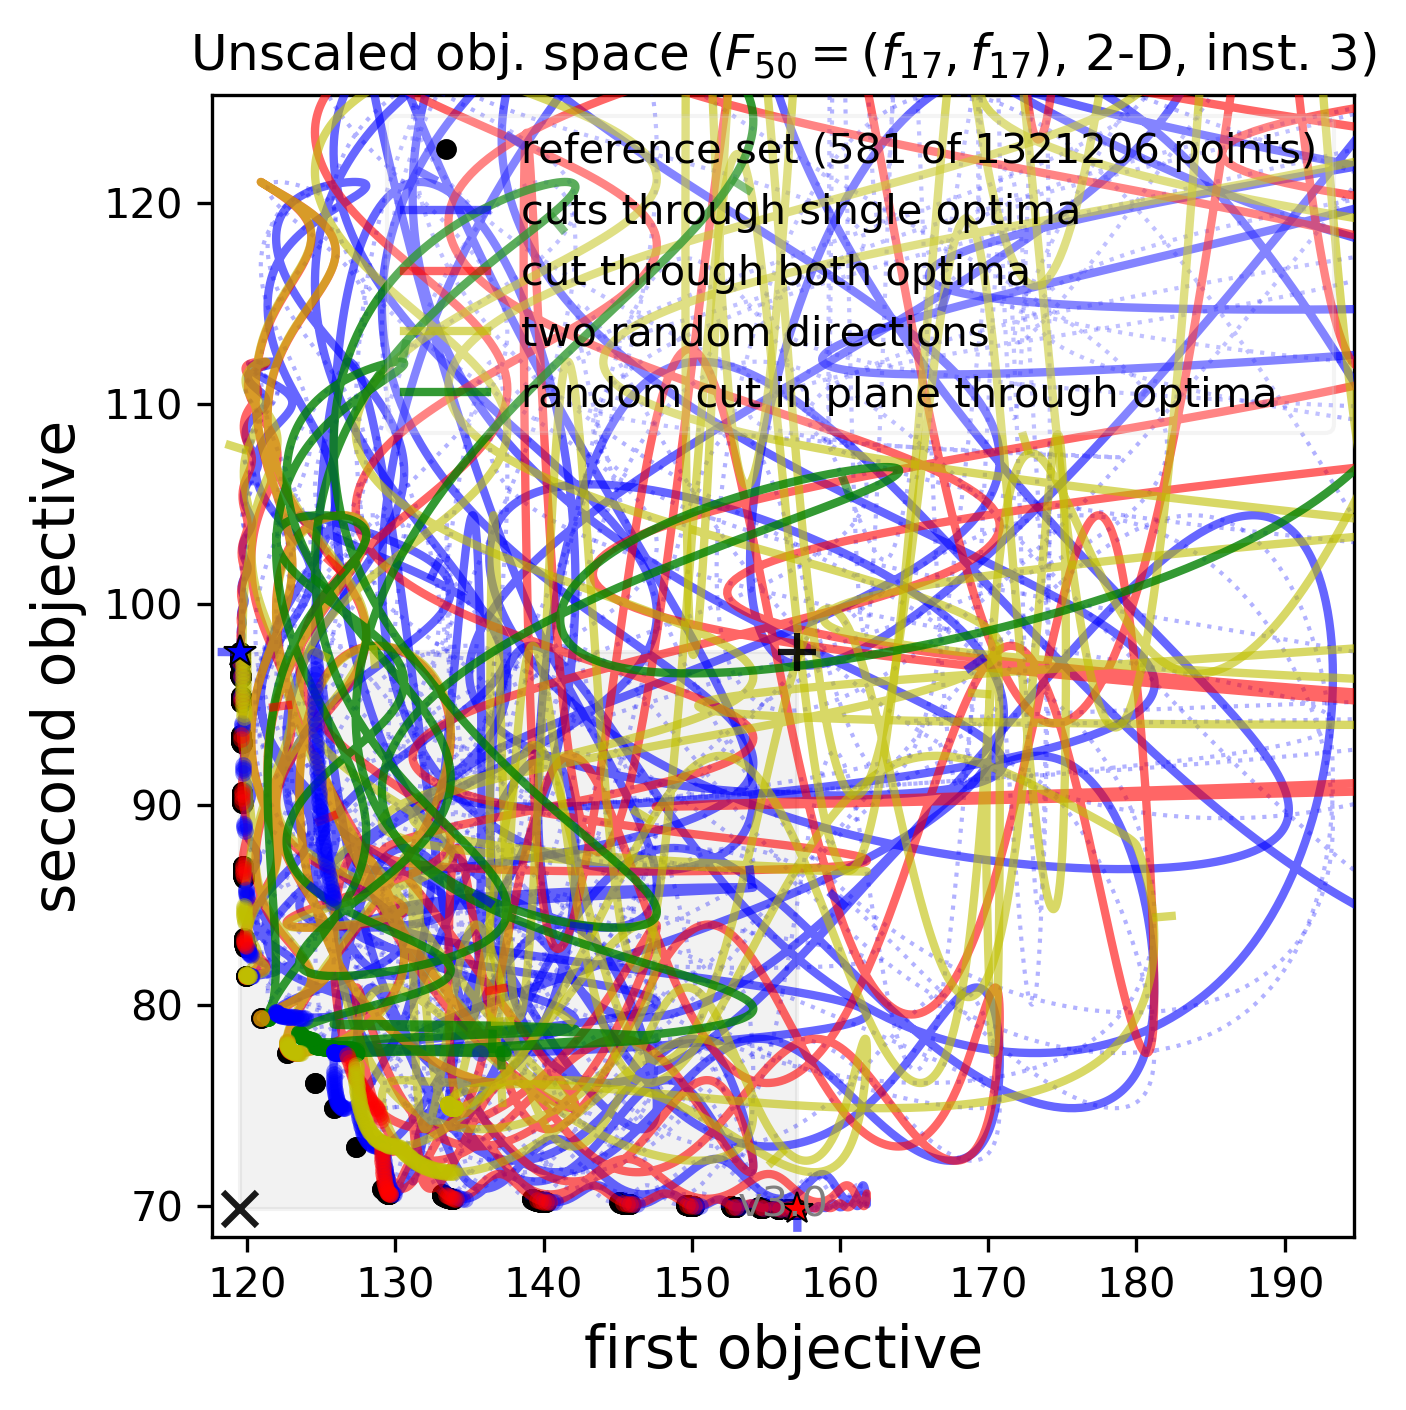 Unscaled obj. space (F50 = (f17, f17), 2-D, inst. 3)
reference set (581 of 1321206 points)
cuts through single optima
cut through both optima
two random directions
random cut in plane through optima
120
110
100
90
80
70
second objective
v3.0
120 130 140 150 160 170 180 190
first objective